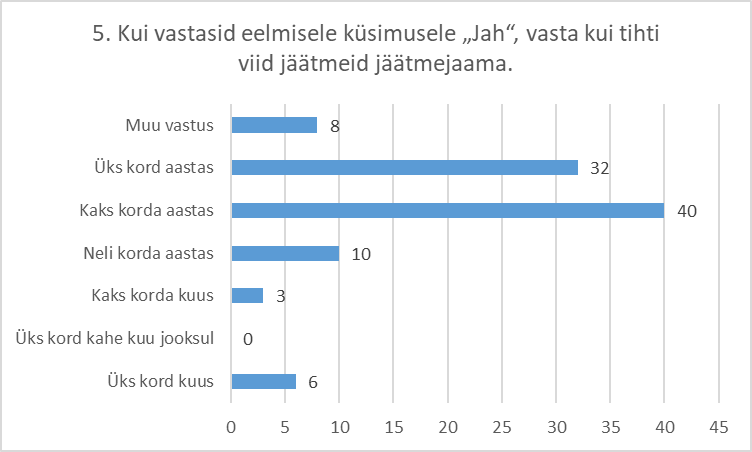 5. Kui vastasid eelmisele küsimusele „Jah“, vasta kui tihti
viid jäätmeid jäätmejaama.
Muu vastus 8
Üks kord aastas 32
Kaks korda aastas 40
Neli korda aastas 10
Kaks korda kuus 3
Üks kord kahe kuu jooksul 0
Üks kord kuus 6
0 5 10 15 20 25 30 35 40 45